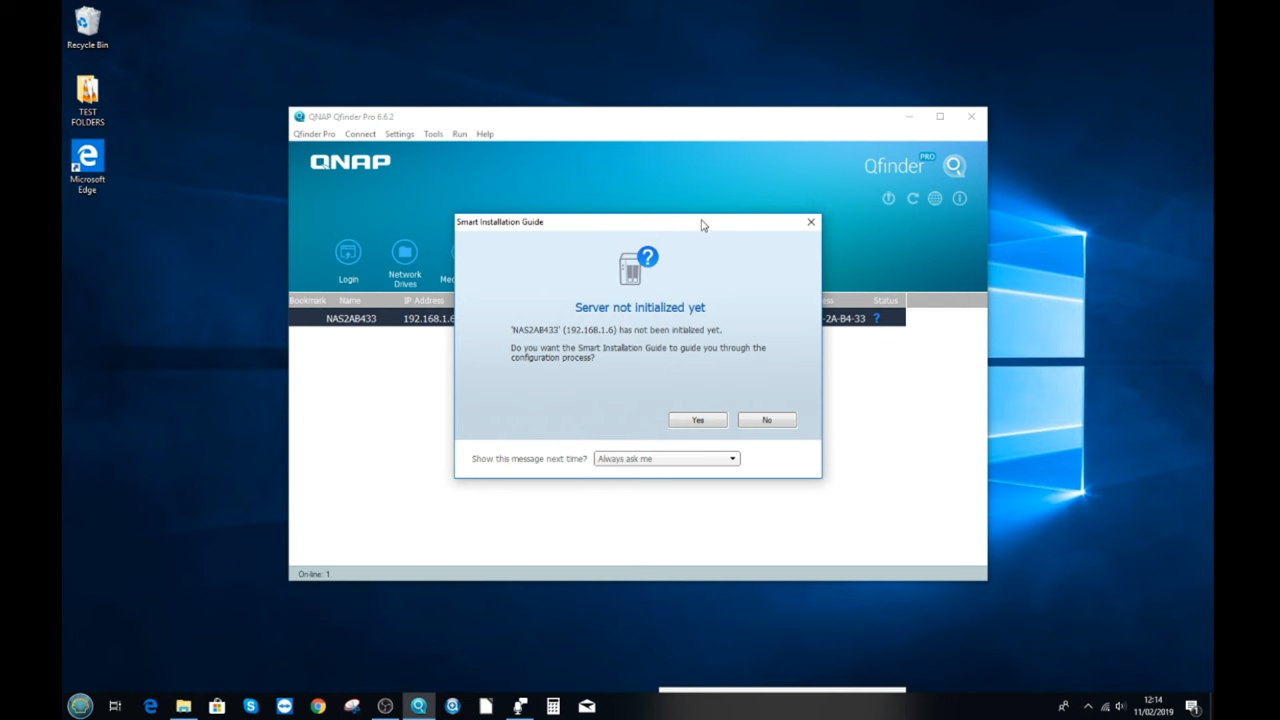 Recycle Bin
TEST
FOLDERS
Microsoft
Edge
QNAP Qfinder Pro 6.6.2
Qfinder Pro Connect Settings Tools Run Help
QNAP
Qfinder PRO
Login
Network
Drives
Bookmark Name IP Address
Status
NAS2AB433 192.168.1.6
-2A-B4-33 ?
Smart Installation Guide
?
Server not initialized yet
'NAS2AB433' (192.168.1.6) has not been initialized yet.
Do you want the Smart Installation Guide to guide you through the
configuration process?
Yes No
Show this message next time? Always ask me
On-line: 1
12:14
11/02/2019
1